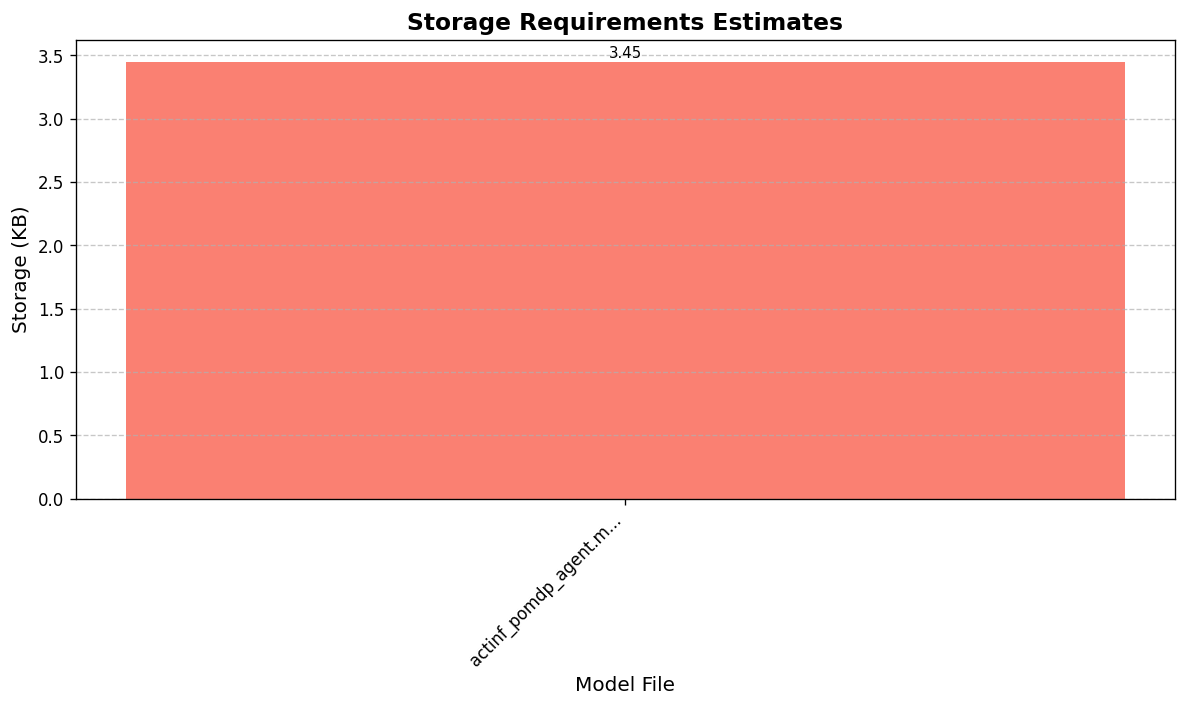 Storage Requirements Estimates
3.45
3.5
3.0
2.5
2.0
1.5
1.0
0.5
0.0
Storage (KB)
actinf_pomdp_agent.m...
Model File